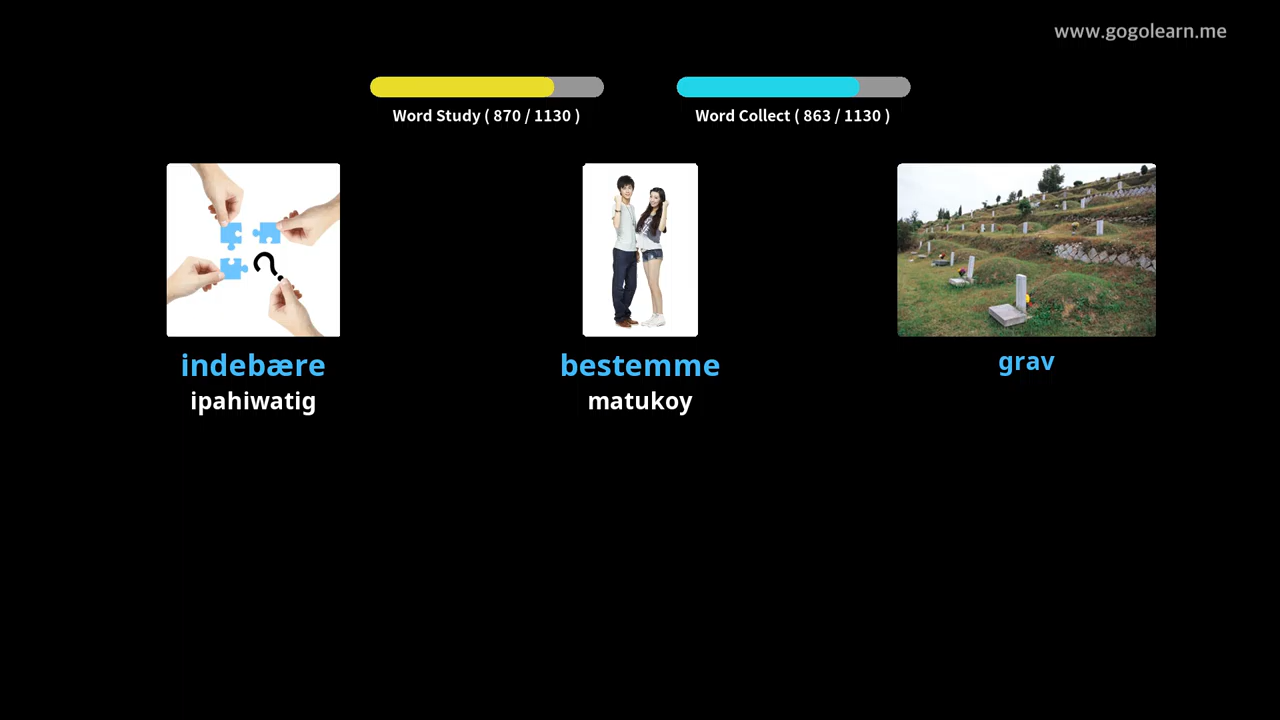 www.gogolearn.me
Word Study ( 870 / 1130 )
Word Collect ( 863 / 1130 )
indebære
ipahiwatig
bestemme
matukoy
grav